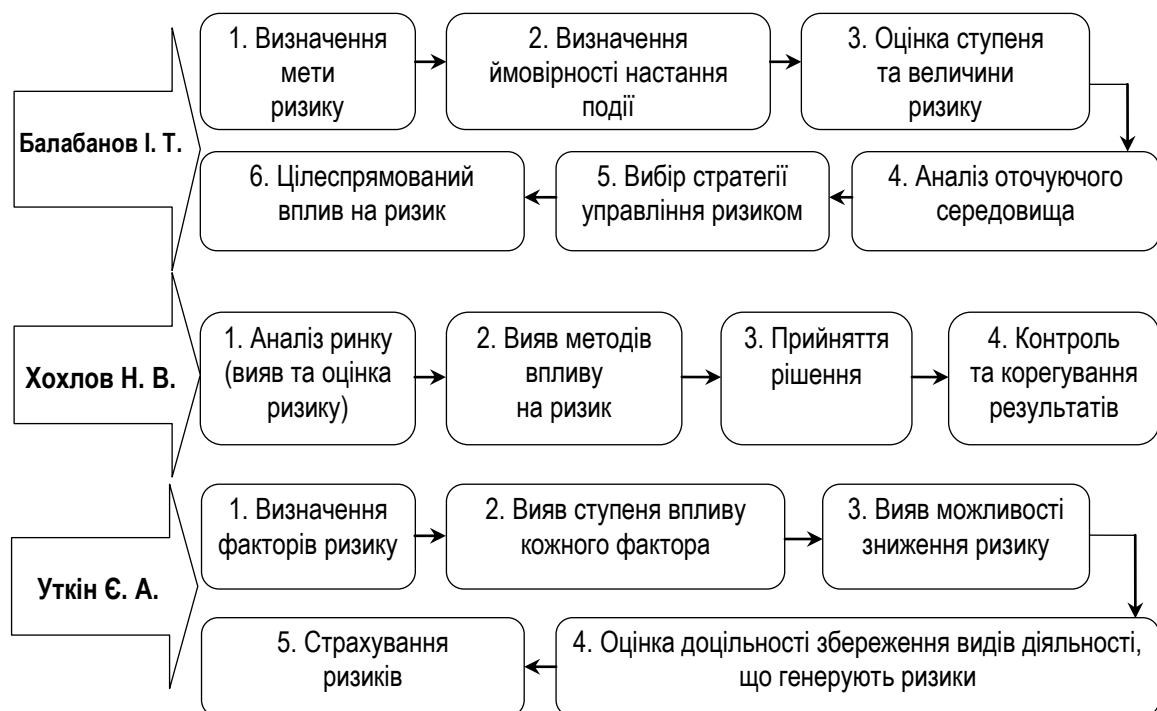 Балабанов І. Т.
1. Визначення
мети
ризику
2. Визначення
ймовірності настання
події
3. Оцінка ступеня
та величини
ризику
4. Аналіз оточуючого
середовища
5. Вибір стратегії
управління ризиком
6. Цілеспрямований
вплив на ризик
Хохлов Н. В.
1. Аналіз ринку
(вияв та оцінка
ризику)
2. Вияв методів
впливу
на ризик
3. Прийняття
рішення
4. Контроль
та корегування
результатів
Уткін Є. А.
1. Визначення
факторів ризику
2. Вияв ступеня впливу
кожного фактора
3. Вияв можливості
зниження ризику
4. Оцінка доцільності збереження видів діяльності,
що генерують ризики
5. Страхування
ризиків